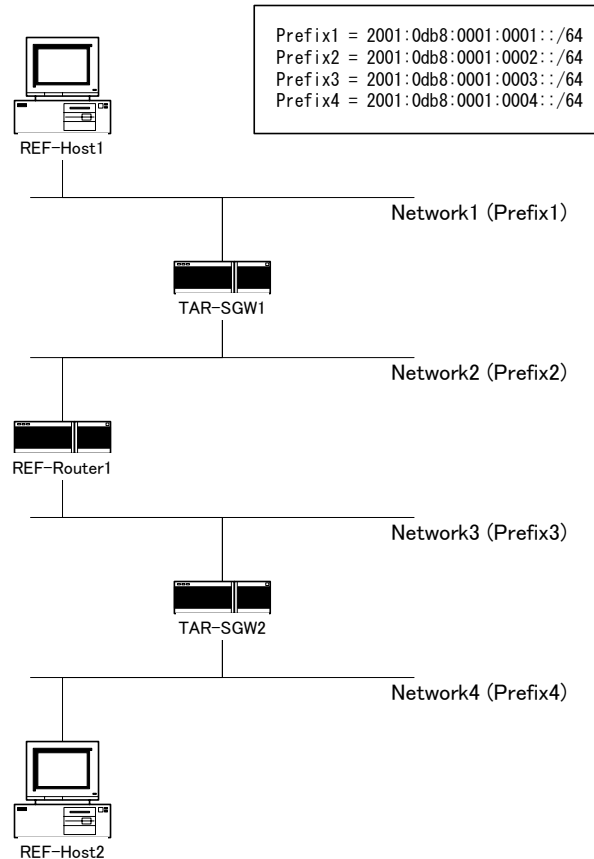 Prefix1 = 2001:0db8:0001:0001::/64
Prefix2 = 2001:0db8:0001:0002::/64
Prefix3 = 2001:0db8:0001:0003::/64
Prefix4 = 2001:0db8:0001:0004::/64
REF-Host1
Network1 (Prefix1)
TAR-SGW1
Network2 (Prefix2)
REF-Router1
Network3 (Prefix3)
TAR-SGW2
Network4 (Prefix4)
REF-Host2